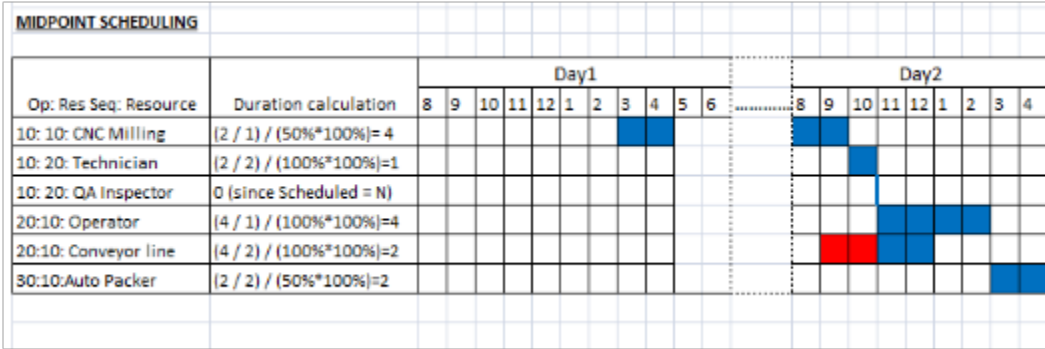 MIDPOINT SCHEDULING
Day1 Day2
Op: Res Seq: Resource Duration calculation 8 9 10 11 12 1 2 3 4 5 6 ............. 8 9 10 11 12 1 2 3 4
10: 10: CNC Milling (2 / 1) / (50%*100%)= 4
10: 20: Technician (2 / 2) / (100%*100%)=1
10: 20: QA Inspector 0 (since Scheduled = N)
20:10: Operator (4 / 1) / (100%*100%)=4
20:10: Conveyor line (4 / 2) / (100%*100%)=2
30:10:Auto Packer (2 / 2) / (50%*100%)=2